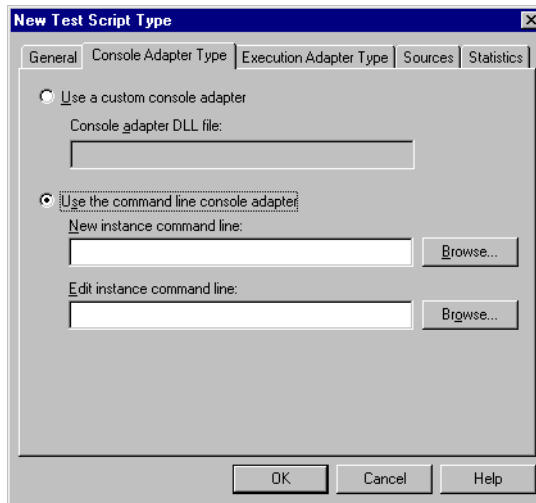 New Test Script Type
General Console Adapter Type Execution Adapter Type Sources Statistics
Use a custom console adapter
Console adapter DLL file:
Use the command line console adapter
New instance command line:
Browse...
Edit instance command line:
Browse...
OK Cancel Help